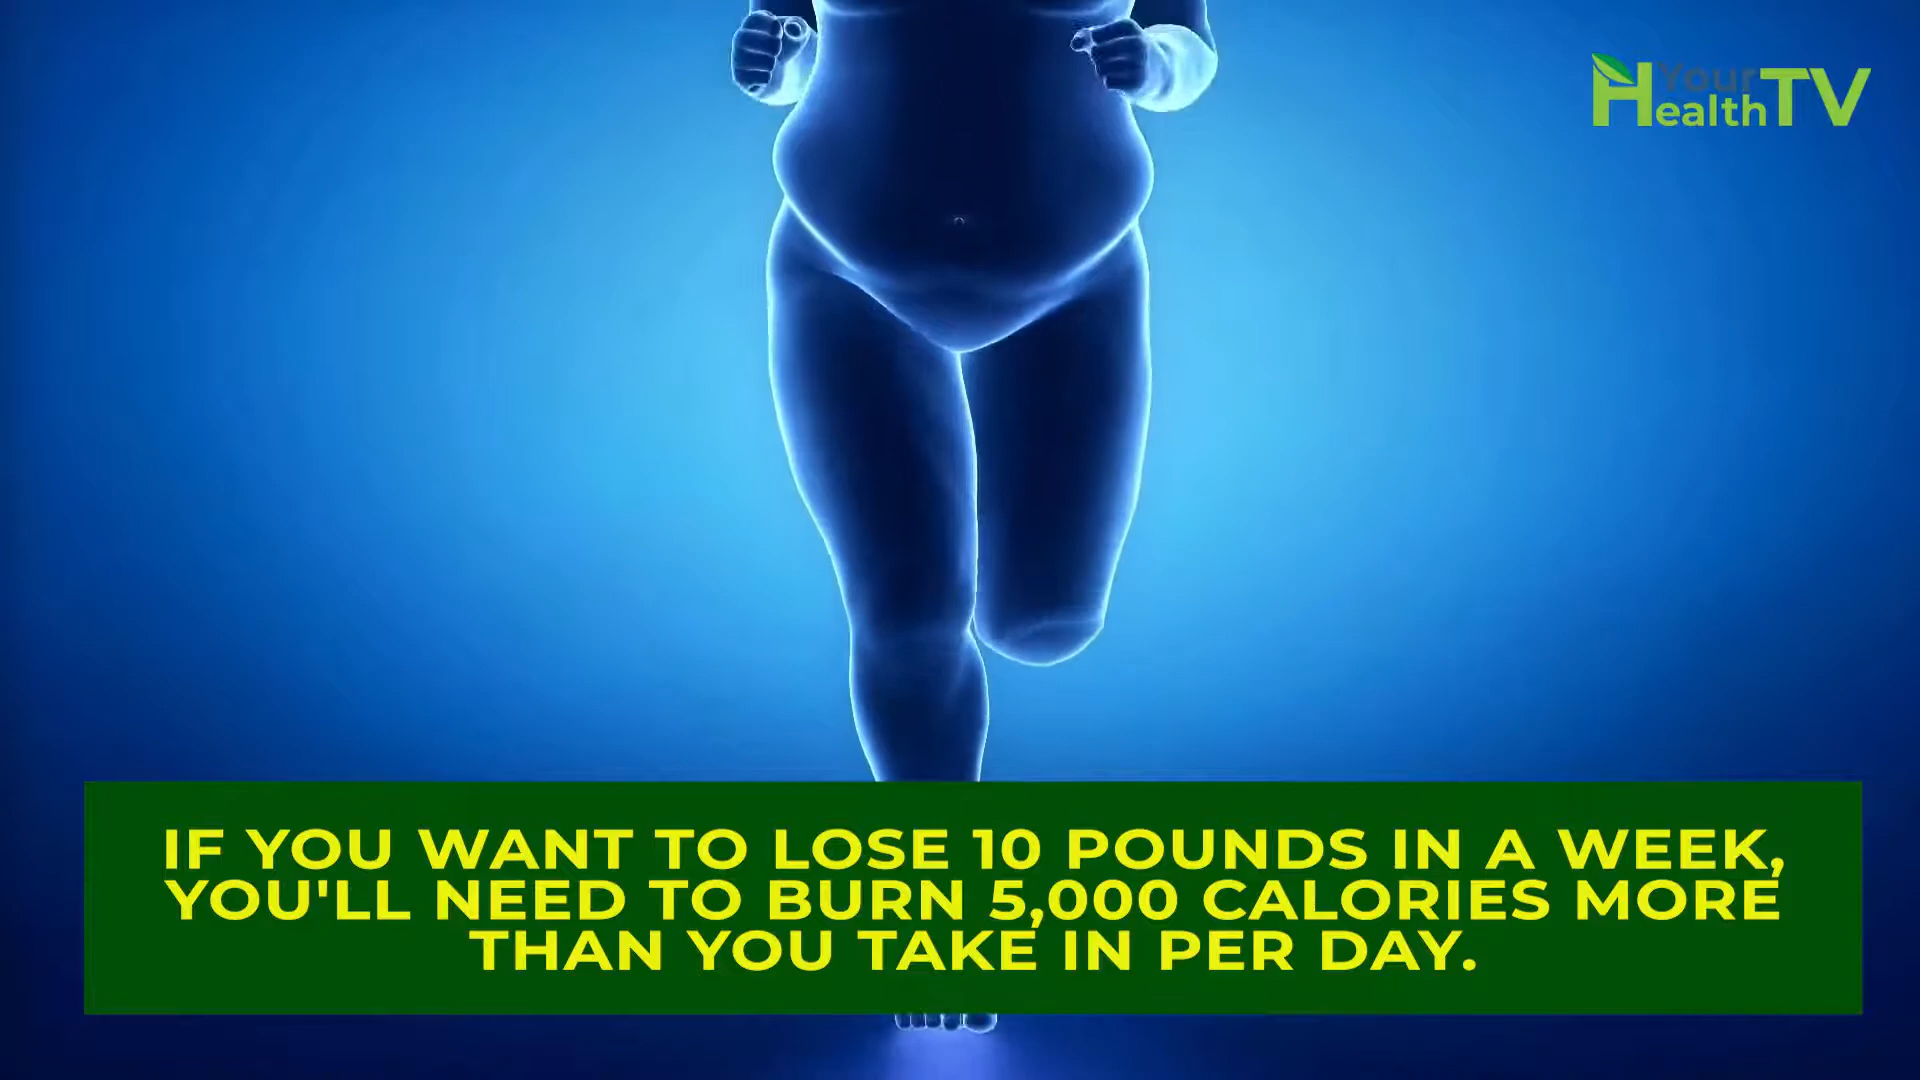 Your
HealthTV
IF YOU WANT TO LOSE 10 POUNDS IN A WEEK,
YOU'LL NEED TO BURN 5,000 CALORIES MORE
THAN YOU TAKE IN PER DAY.